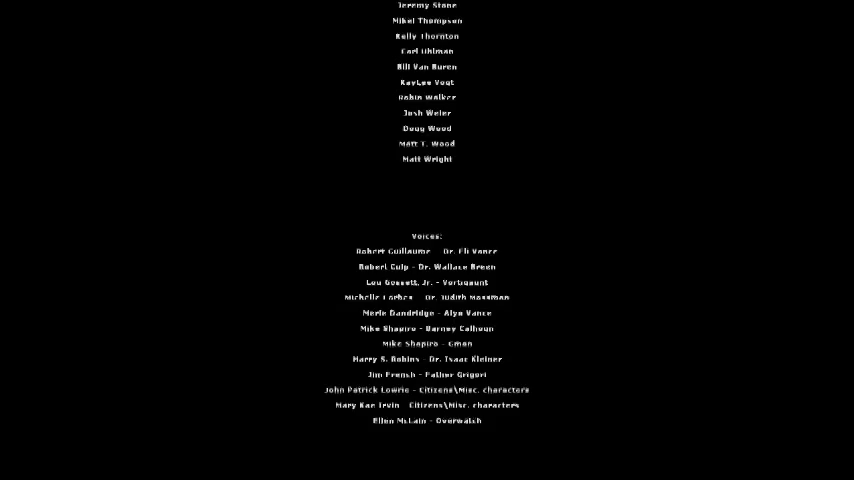 Jeremy Stone
Mikel Thompson
Kelly Thornton
Carl Uhlman
Bill Van Buren
KayLee Vogt
Robin Walker
Josh Weier
Doug Wood
Matt T. Wood
Matt Wright
Voices:
Robert Guillaume - Dr. Eli Vance
Robert Culp - Dr. Wallace Breen
Lou Gossett, Jr. - Vortigaunt
Michelle Forbes - Dr. Judith Mossman
Merle Dandridge - Alyx Vance
Mike Shapiro - Barney Calhoun
Mike Shapiro - Gman
Harry S. Robins - Dr. Isaac Kleiner
Jim French - Father Grigori
John Patrick Lowrie - Citizens\Misc. characters
Mary Kae Irvin - Citizens\Misc. characters
Ellen McLain - Overwatch